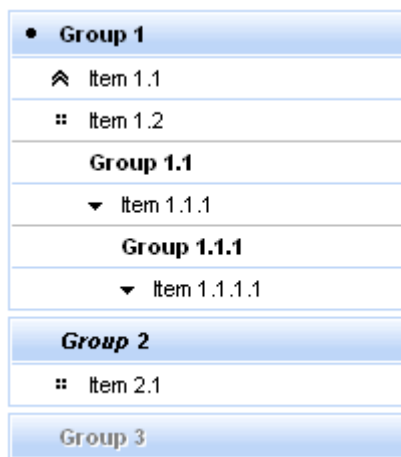 Group 1
Item 1.1
Item 1.2
Group 1.1
Item 1.1.1
Group 1.1.1
Item 1.1.1.1
Group 2
Item 2.1
Group 3